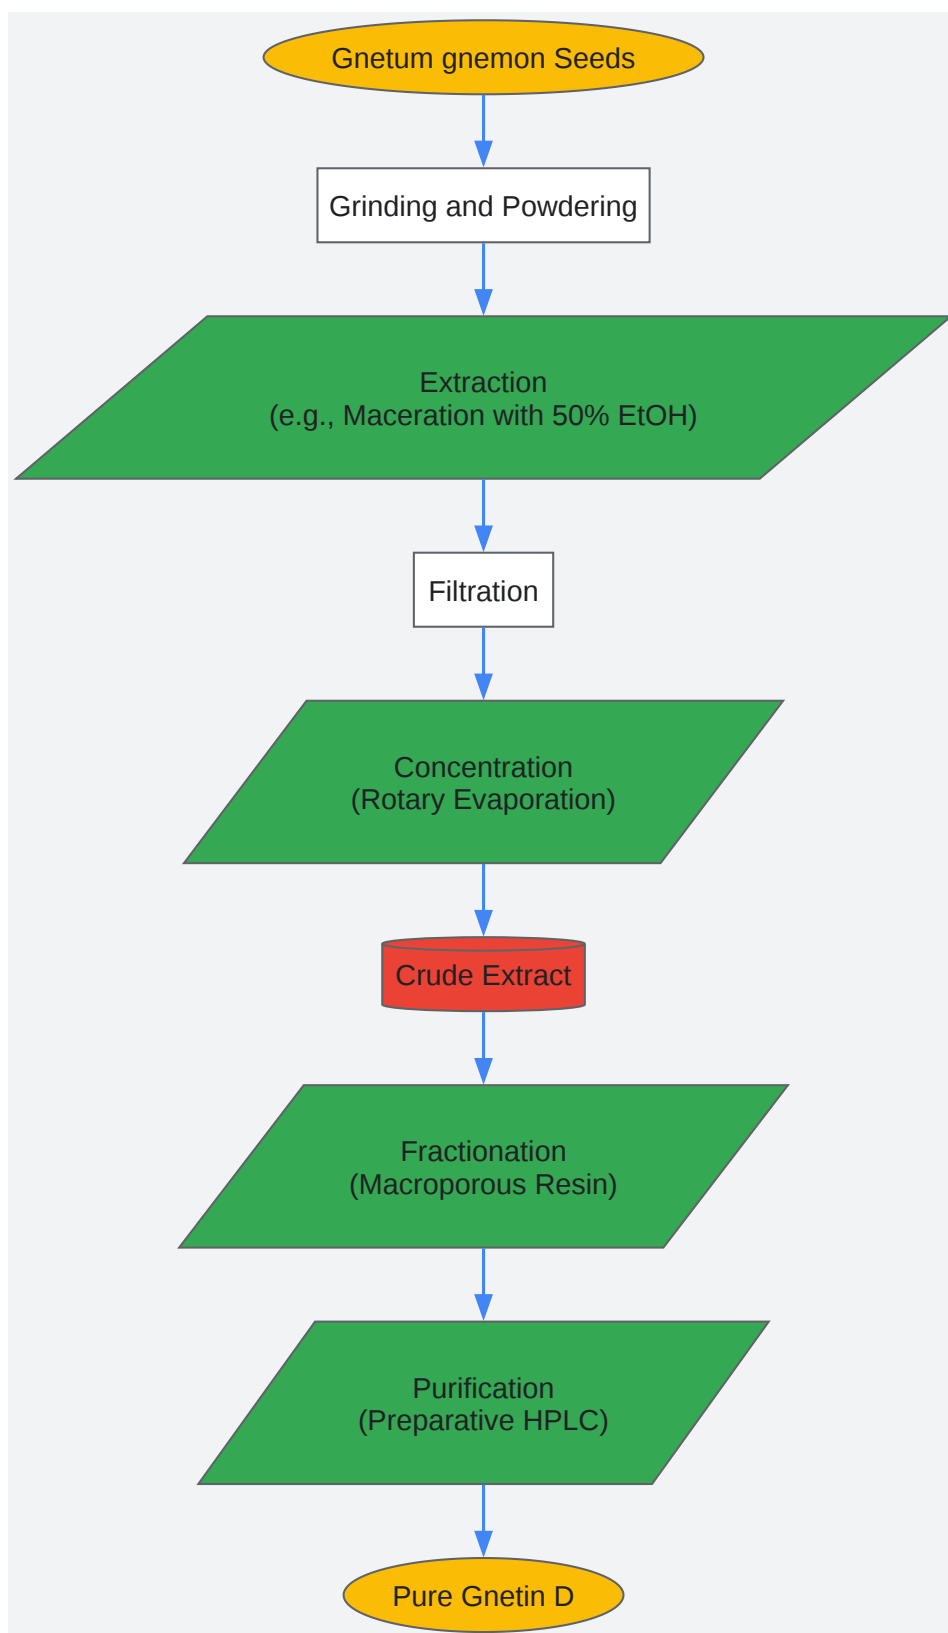 Gnetum gnemon Seeds
Grinding and Powdering
Extraction
(e.g., Maceration with 50% EtOH)
Filtration
Concentration
(Rotary Evaporation)
Crude Extract
Fractionation
(Macroporous Resin)
Purification
(Preparative HPLC)
Pure Gnetin D